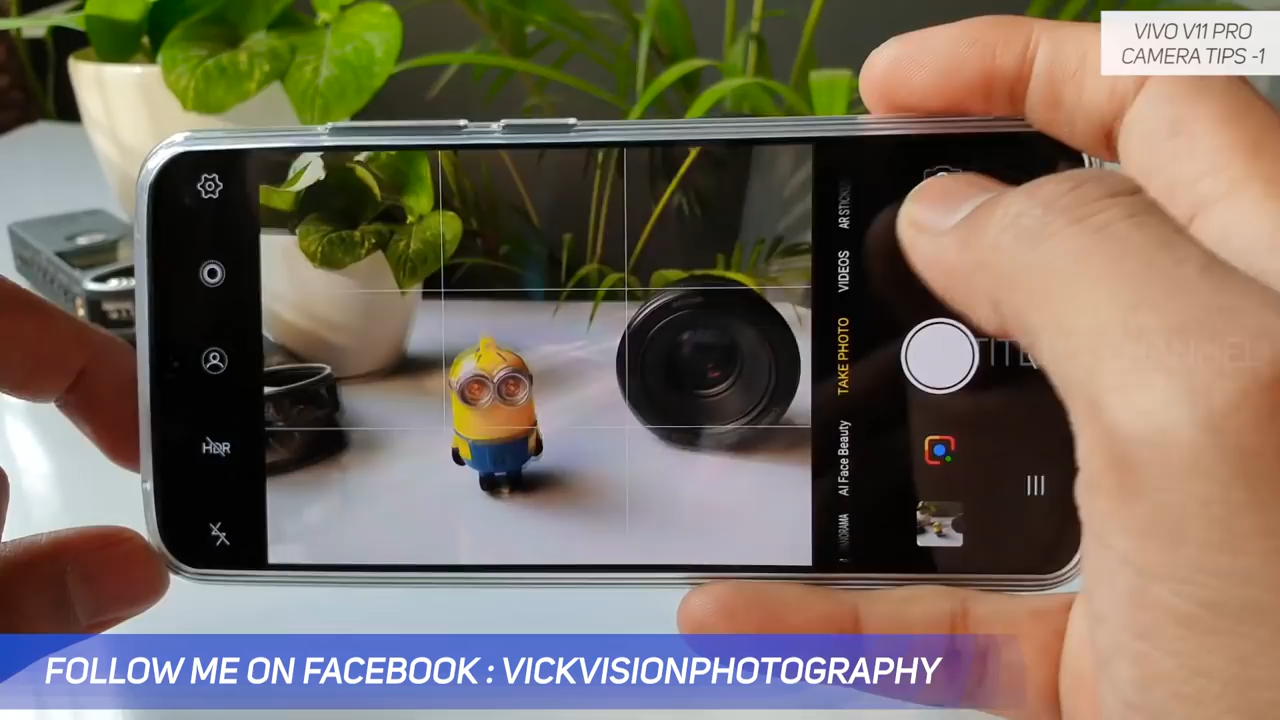 VIVO V11 PRO
CAMERA TIPS -1
AR STICK
VIDEOS
TAKE PHOTO
AI Face Beauty
HDR
FOLLOW ME ON FACEBOOK : VICKVISIONPHOTOGRAPHY